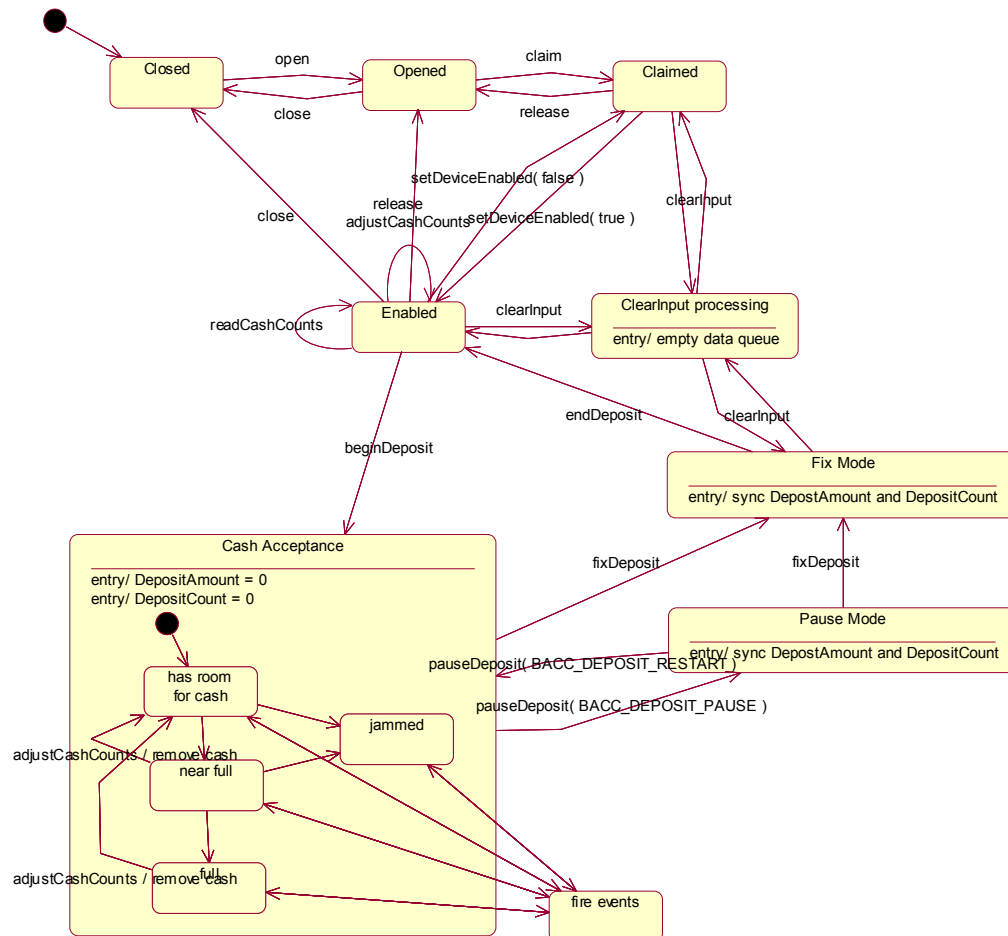 open
Closed
Opened
claim
Claimed
close
release
setDeviceEnabled( false )
clearInput
release
adjustCashCounts
setDeviceEnabled( true )
close
readCashCounts
Enabled
clearInput
ClearInput processing
entry/ empty data queue
endDeposit
clearInput
beginDeposit
Fix Mode
entry/ sync DepostAmount and DepositCount
Cash Acceptance
entry/ DepositAmount = 0
entry/ DepositCount = 0
fixDeposit
fixDeposit
Pause Mode
entry/ sync DepostAmount and DepositCount
pauseDeposit( BACC_DEPOSIT_RESTART )
has room
for cash
pauseDeposit( BACC_DEPOSIT_PAUSE )
jammed
adjustCashCounts / remove cash
near full
full
adjustCashCounts / remove cash
fire events